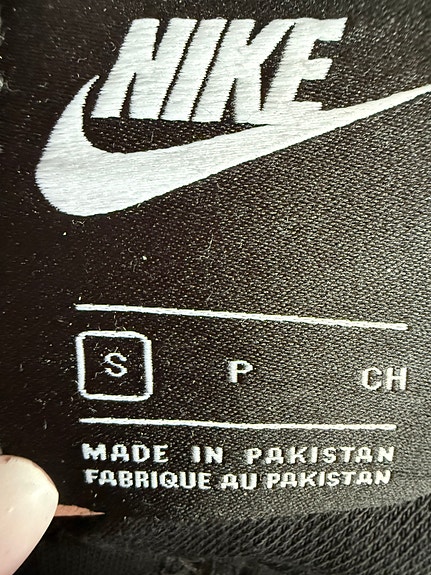 NIKE
S P CH
MADE IN PAKISTAN
FABRIQUE AU PAKISTAN